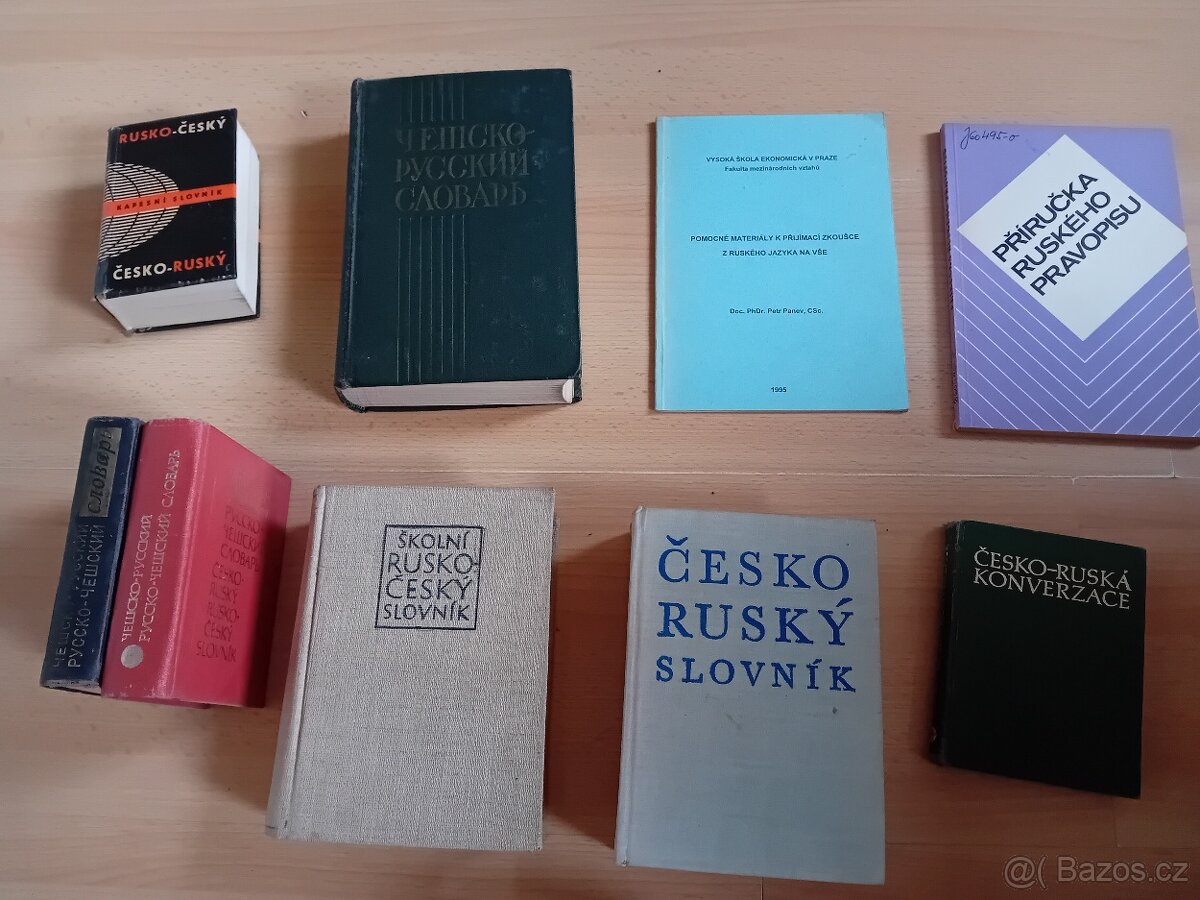 RUSKO-ČESKÝ
KAPESNÍ SLOVNÍK
ČESKO-RUSKÝ
ЧЕШСКО-
РУССКИЙ
СЛОВАРЬ
VYSOKÁ ŠKOLA EKONOMICKÁ V PRAZE
Fakulta mezinárodních vztahů
POMOCNÉ MATERIÁLY K PŘIJÍMACÍ ZKOUŠCE
Z RUSKÉHO JAZYKA NA VŠE
Doc. PhDr. Petr Panev, CSc.
1995
PŘÍRUČKA
RUSKÉHO
PRAVOPISU
РУССКО-ЧЕШСКИЙ
словарь
ЧЕШСКО-РУССКИЙ
РУССКО-ЧЕШСКИЙ СЛОВАРЬ
РУССКО-
ЧЕШСКИЙ
СЛОВАРЬ
ČESKO-
RUSKÝ
RUSKO-
ČESKÝ
SLOVNÍK
ŠKOLNÍ
RUSKO-
ČESKÝ
SLOVNÍK
ČESKO
RUSKÝ
SLOVNÍK
ČESKO-RUSKÁ
KONVERZACE
@( Bazos.cz